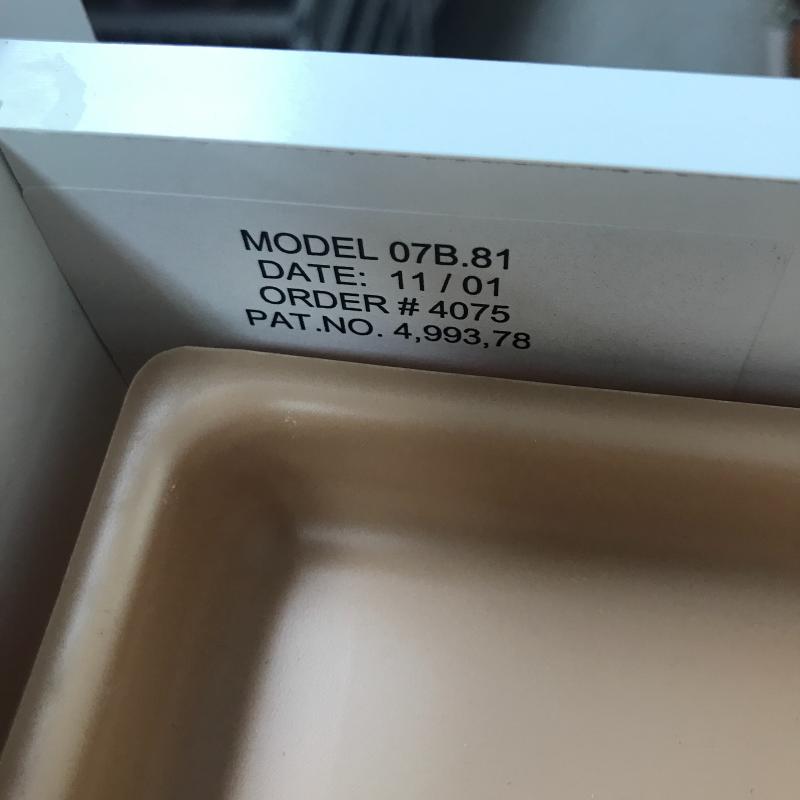 MODEL 07B.81
DATE: 11 / 01
ORDER # 4075
PAT.NO. 4,993,78